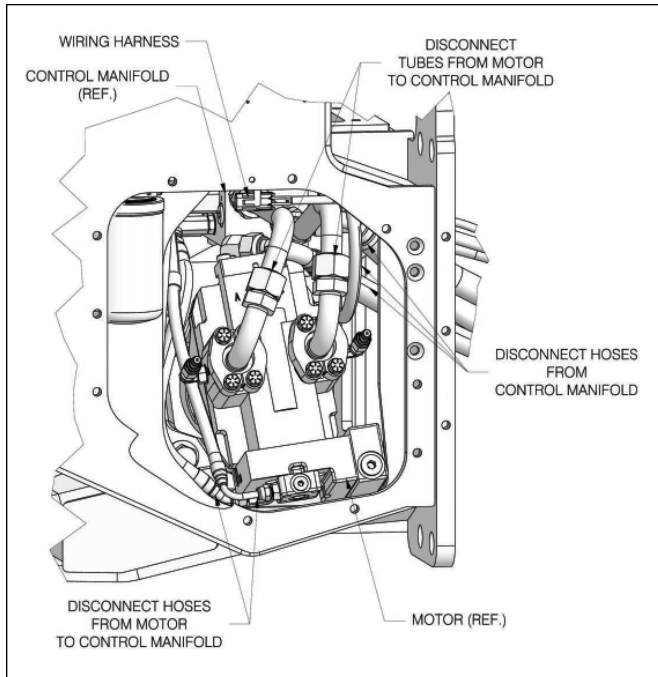 WIRING HARNESS
CONTROL MANIFOLD
(REF.)
DISCONNECT
TUBES FROM MOTOR
TO CONTROL MANIFOLD
A
DISCONNECT HOSES
FROM
CONTROL MANIFOLD
DISCONNECT HOSES
FROM MOTOR
TO CONTROL MANIFOLD
MOTOR (REF.)